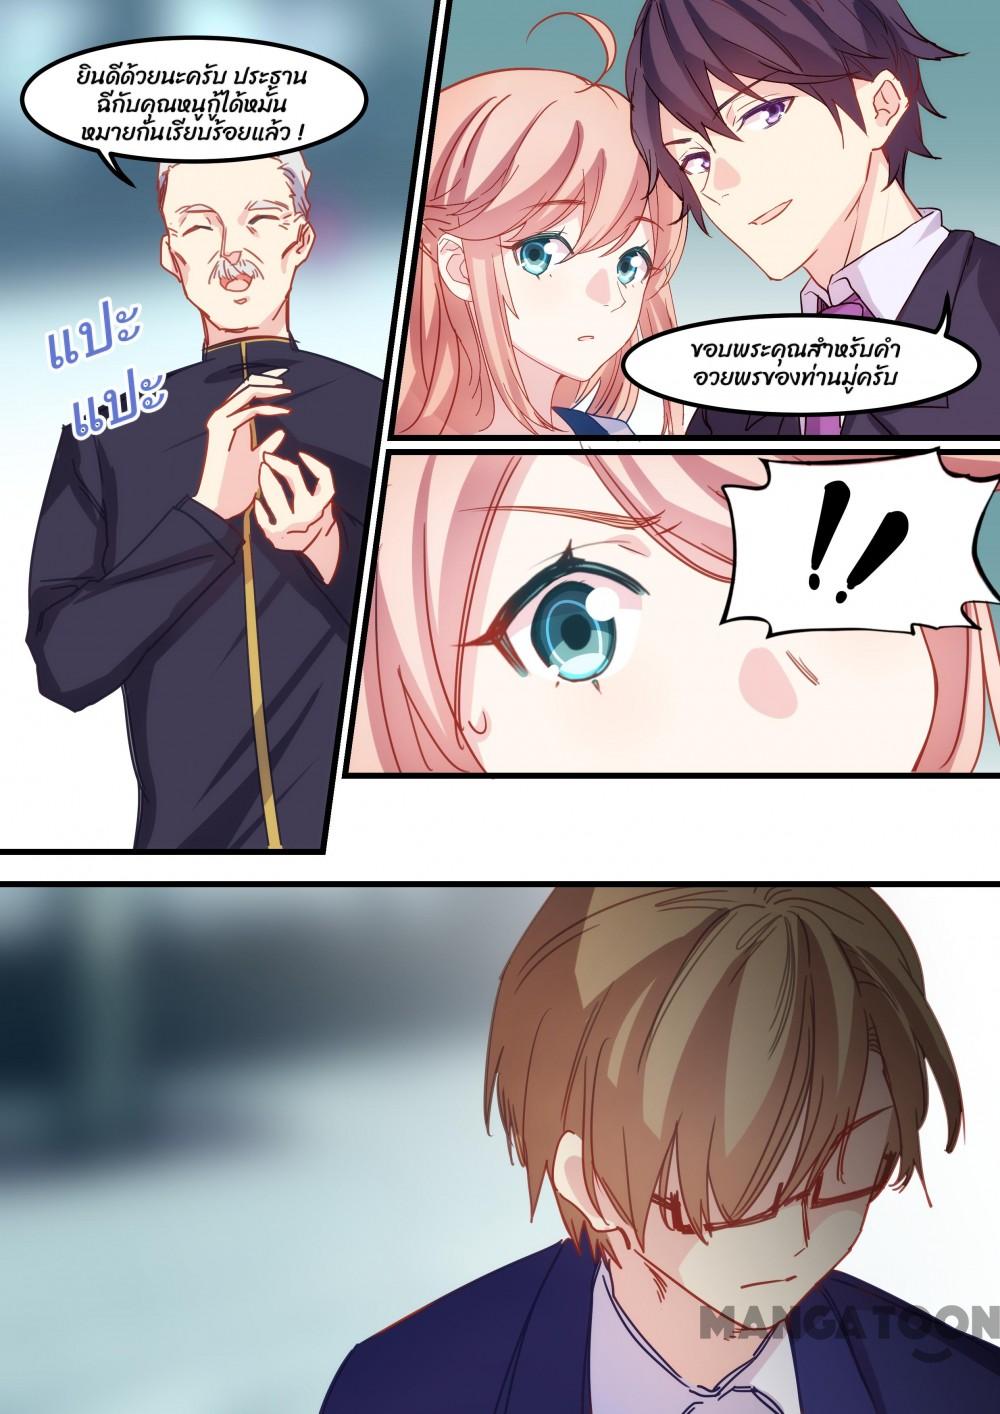 ยินดีด้วยนะครับ ประธาน
ฉีกับคุณหนูกู้ได้หมั้น
หมายกันเรียบร้อยแล้ว !
แปะ
แปะ
ขอบพระคุณสำหรับคำ
อวยพรของท่านมู่ครับ
!!
MANGATOON